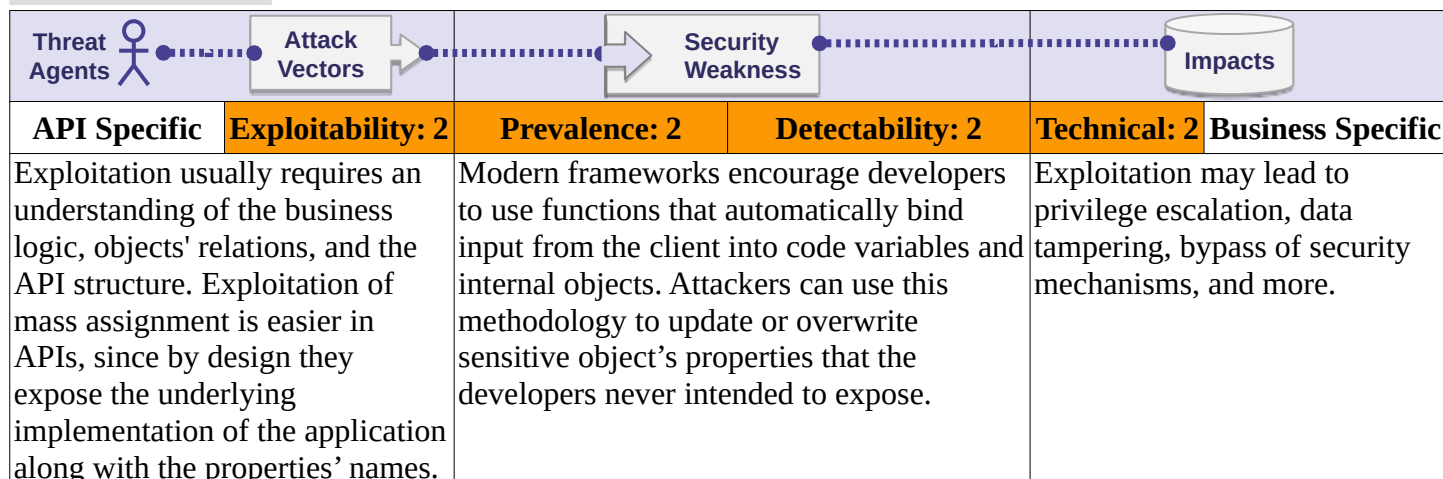 Threat
Agents
Attack
Vectors
Security
Weakness
Impacts
API Specific
Exploitability: 2
Prevalence: 2
Detectability: 2
Technical: 2
Business Specific
Exploitation usually requires an
understanding of the business
logic, objects' relations, and the
API structure. Exploitation of
mass assignment is easier in
APIs, since by design they
expose the underlying
implementation of the application
along with the properties’ names.
Modern frameworks encourage developers
to use functions that automatically bind
input from the client into code variables and
internal objects. Attackers can use this
methodology to update or overwrite
sensitive object’s properties that the
developers never intended to expose.
Exploitation may lead to
privilege escalation, data
tampering, bypass of security
mechanisms, and more.